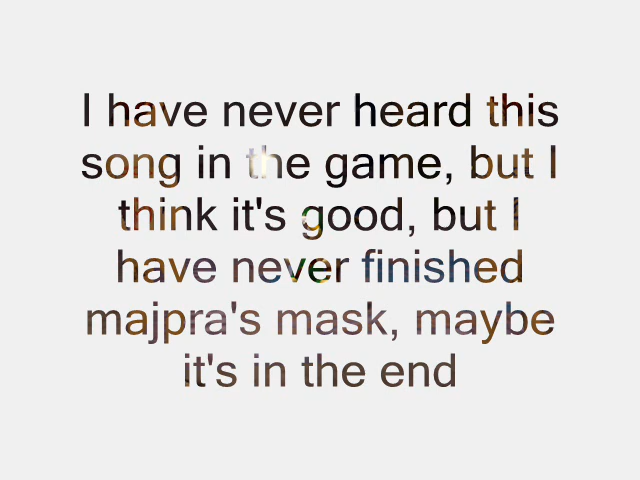 I have never heard this
song in the game, but I
think it's good, but I
have never finished
majpra's mask, maybe
it's in the end